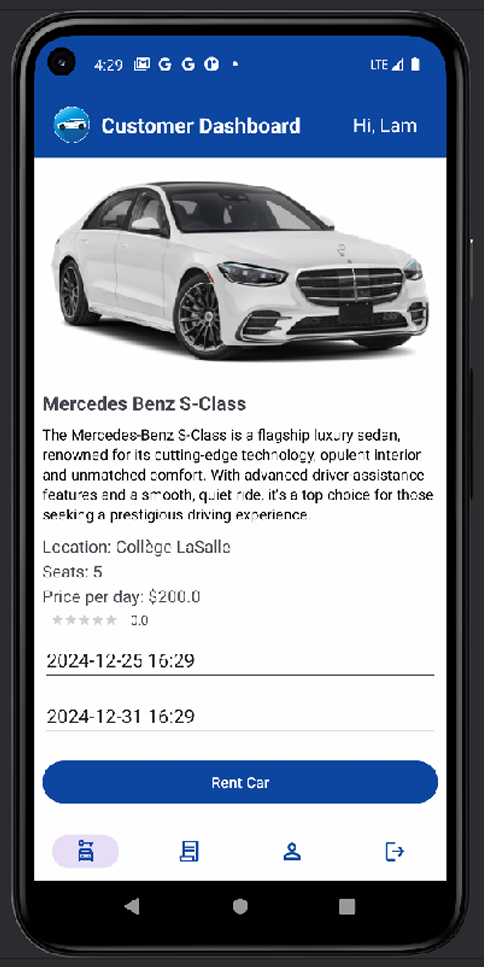 4:29
LTE
Customer Dashboard
Hi, Lam
Mercedes Benz S-Class
The Mercedes-Benz S-Class is a flagship luxury sedan,
renowned for its cutting-edge technology, opulent interior
and unmatched comfort. With advanced driver assistance
features and a smooth, quiet ride, it's a top choice for those
seeking a prestigious driving experience.
Location: Collège LaSalle
Seats: 5
Price per day: $200.0
0.0
2024-12-25 16:29
2024-12-31 16:29
Rent Car